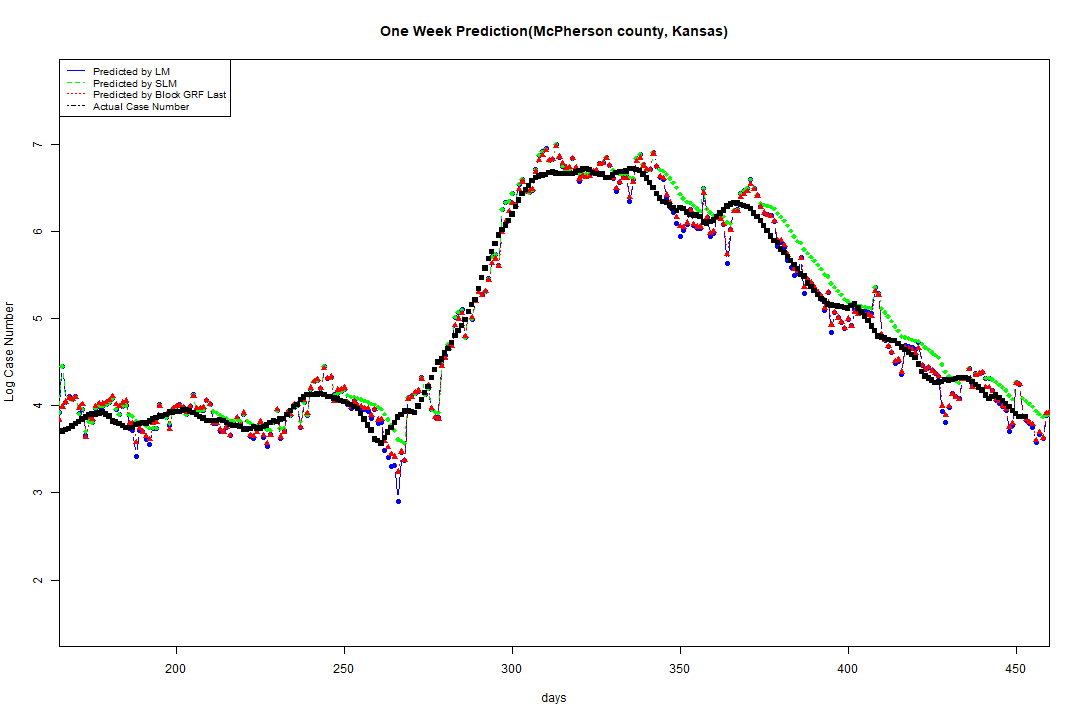 One Week Prediction(McPherson county, Kansas)
Predicted by LM
Predicted by SLM
Predicted by Block GRF Last
Actual Case Number
Log Case Number
7
6
5
4
3
2
200 250 300 350 400 450
days